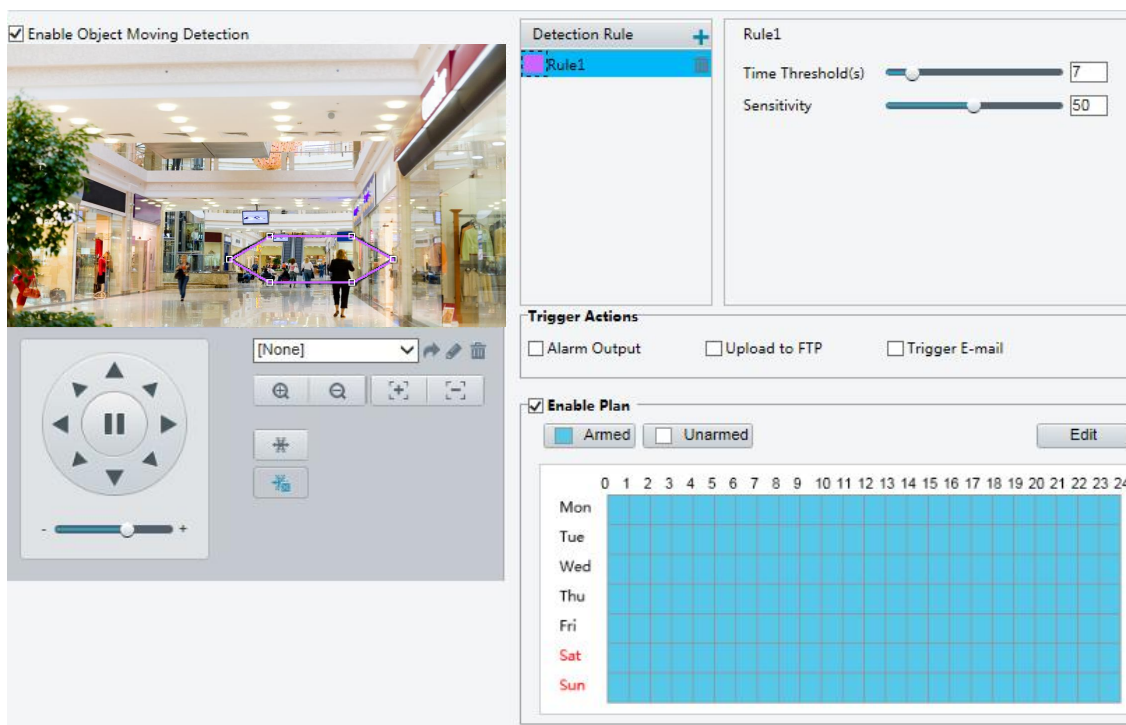 Enable Object Moving Detection
Detection Rule
Rule1
Rule1
Time Threshold(s) 7
Sensitivity 50
Trigger Actions
Alarm Output Upload to FTP Trigger E-mail
[None]
Enable Plan
Armed Unarmed Edit
0 1 2 3 4 5 6 7 8 9 10 11 12 13 14 15 16 17 18 19 20 21 22 23 24
Mon
Tue
Wed
Thu
Fri
Sat
Sun
- +